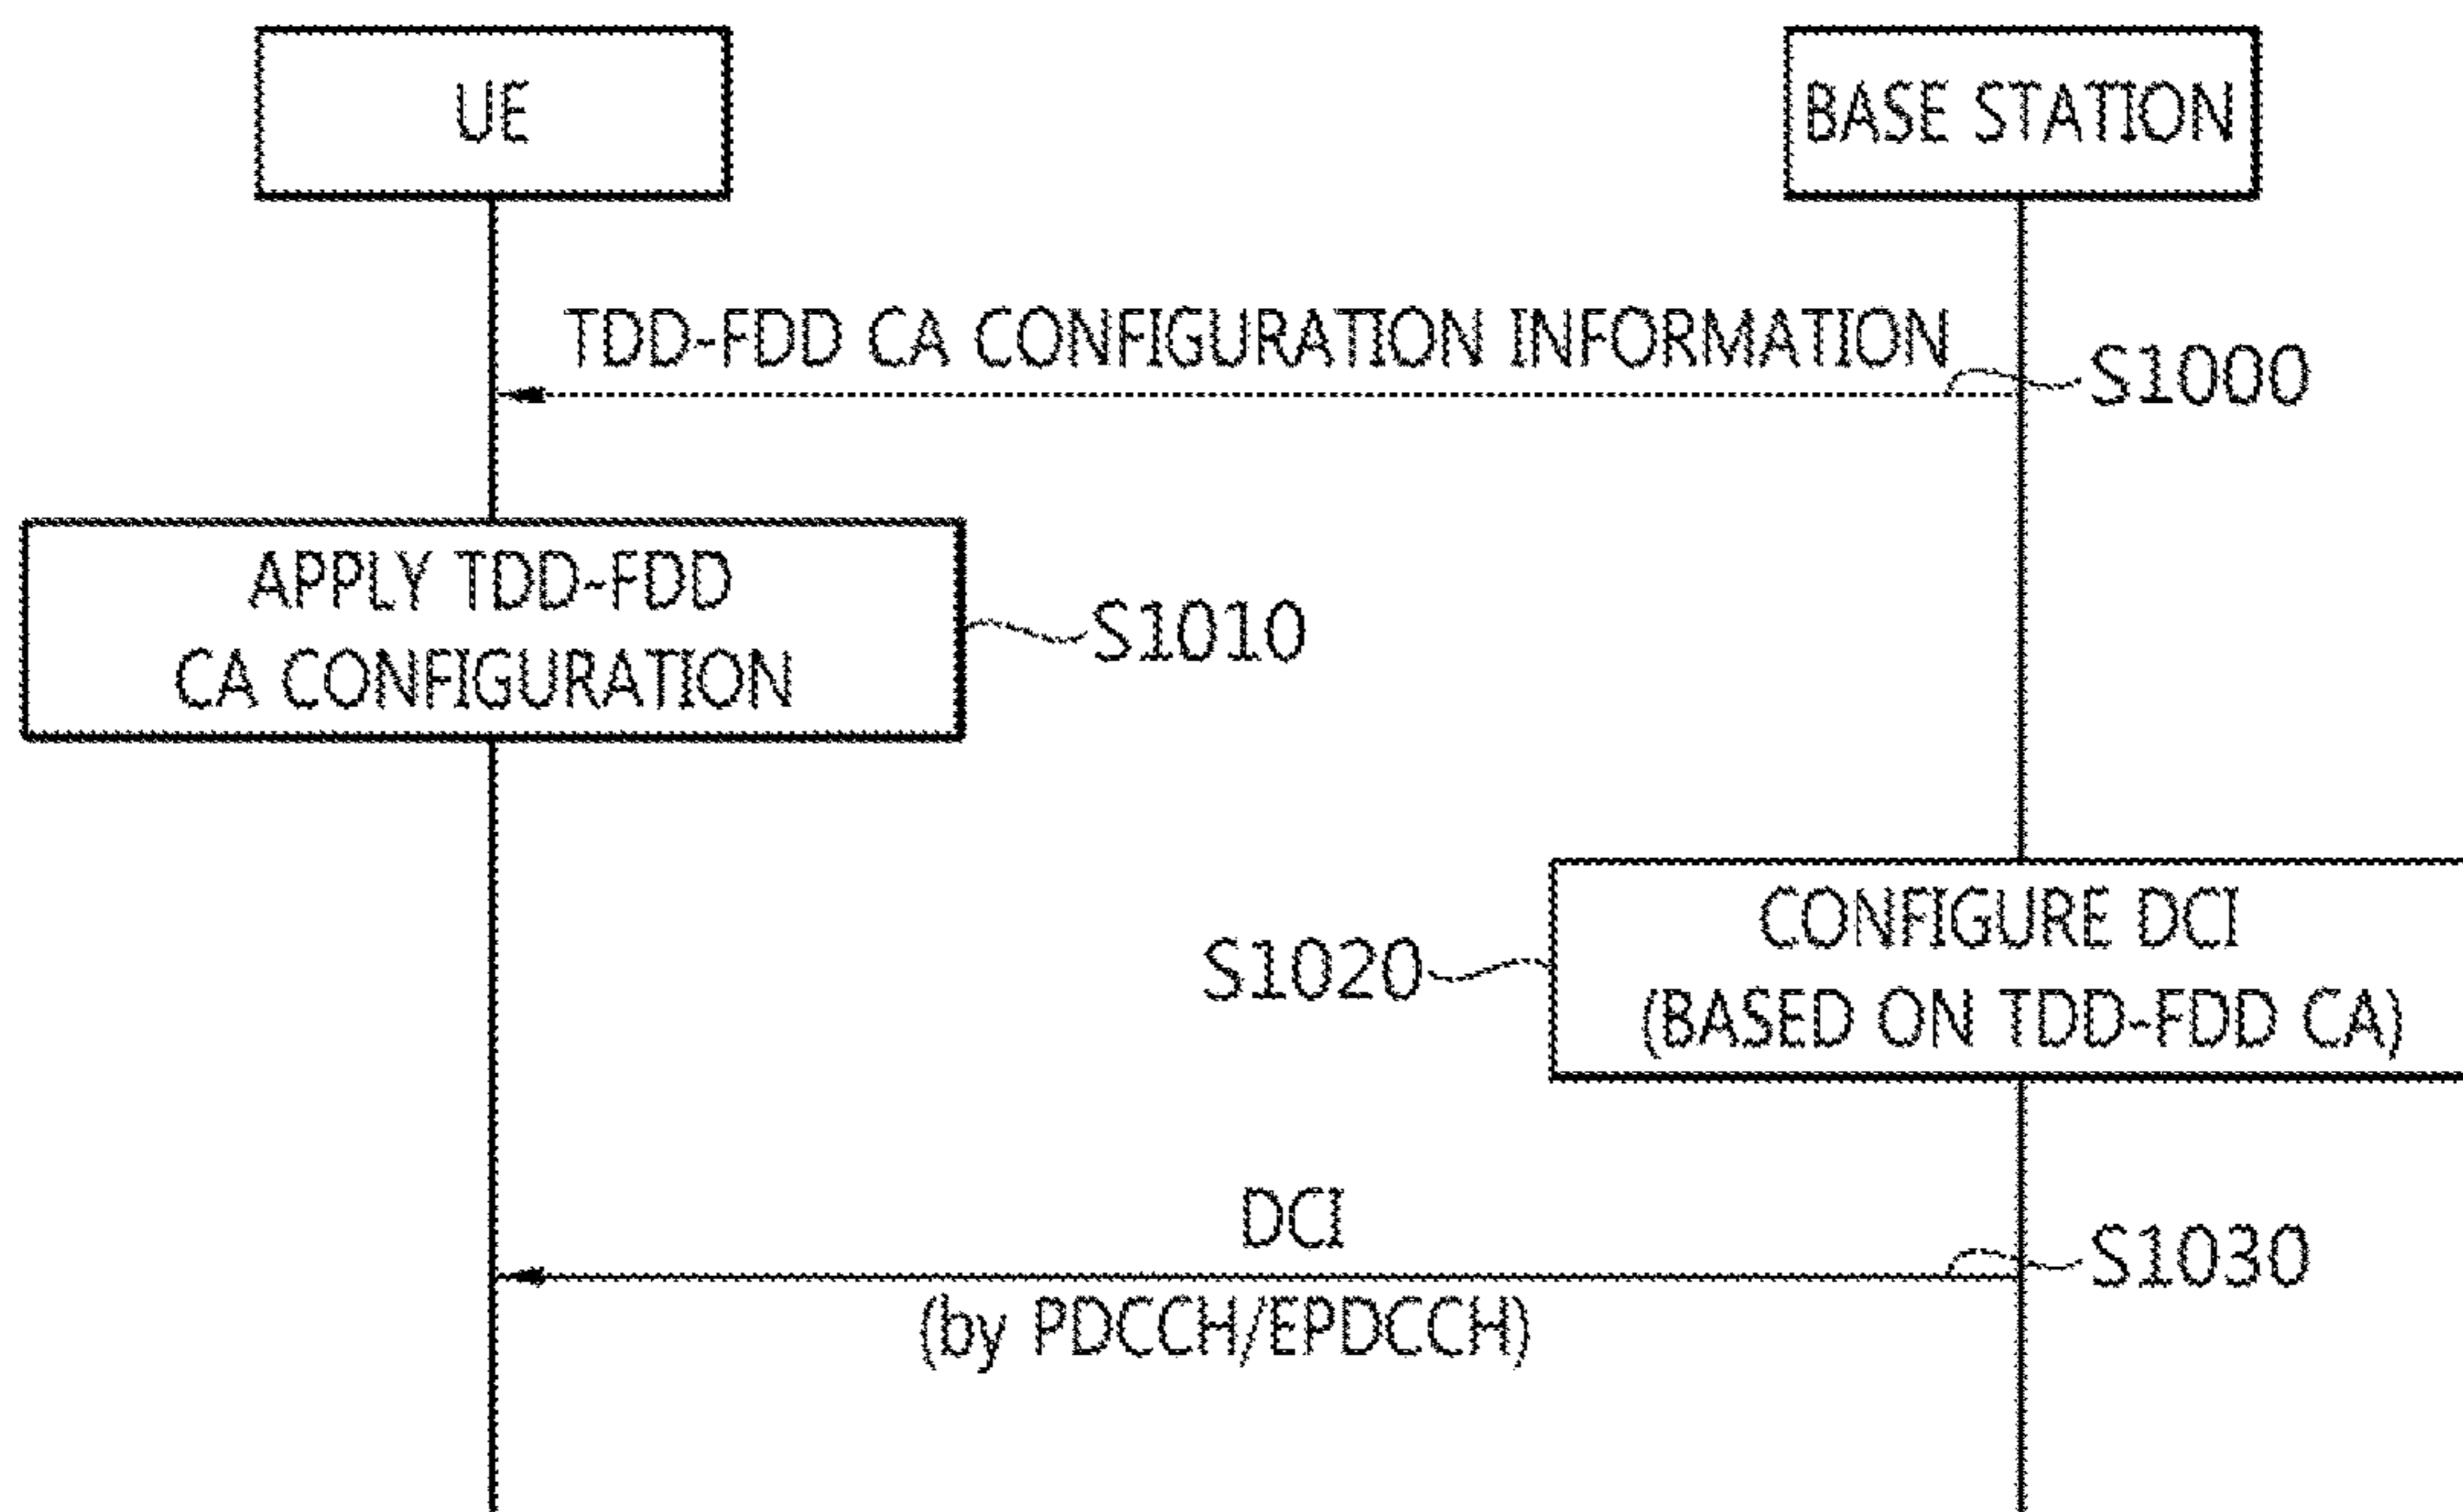 UE
BASE STATION
TDD-FDD CA CONFIGURATION INFORMATION
S1000
APPLY TDD-FDD
CA CONFIGURATION
S1010
CONFIGURE DCI
(BASED ON TDD-FDD CA)
S1020
DCI
(by PDCCH/EPDCCH)
S1030